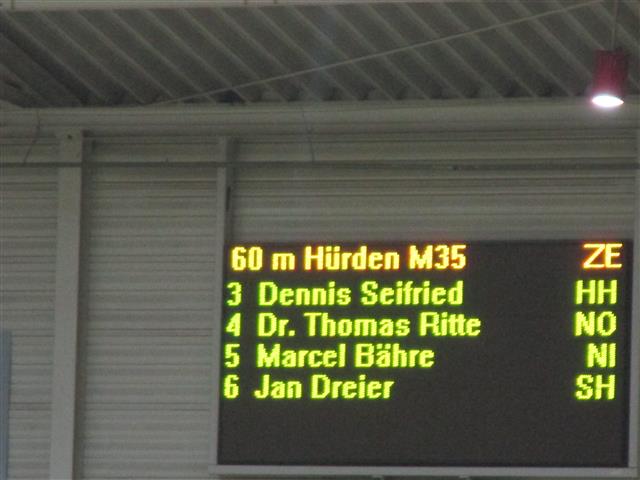 60 m Hürden M35 ZE
3 Dennis Seifried HH
4 Dr. Thomas Ritte NO
5 Marcel Bähre NI
6 Jan Dreier SH